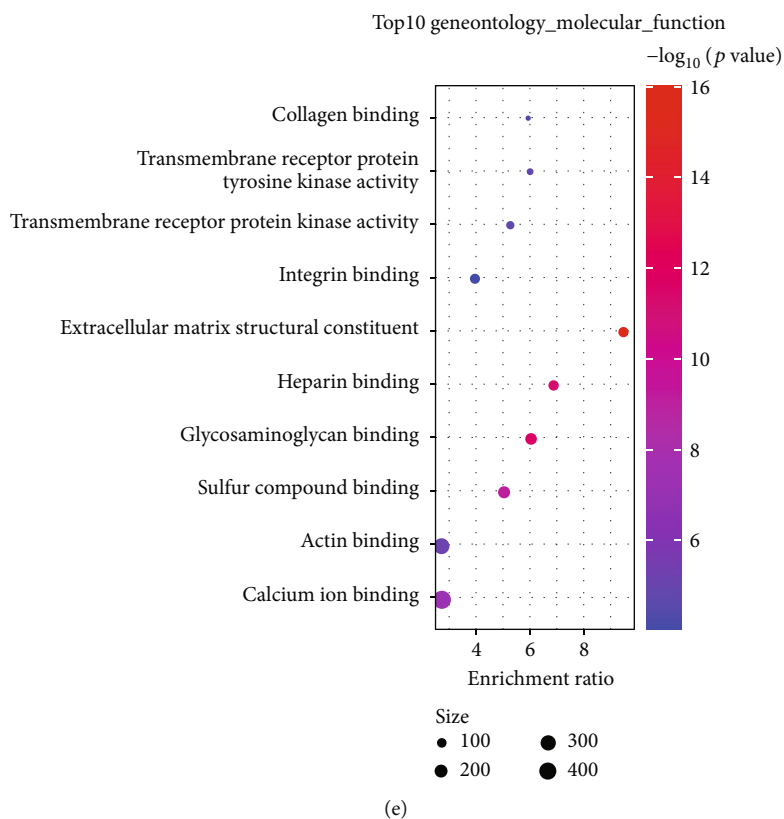 Top10 geneontology_molecular_function
−log10 (p value)
Collagen binding
Transmembrane receptor protein
tyrosine kinase activity
Transmembrane receptor protein kinase activity
Integrin binding
Extracellular matrix structural constituent
Heparin binding
Glycosaminoglycan binding
Sulfur compound binding
Actin binding
Calcium ion binding
16
14
12
10
8
6
4 6 8
Enrichment ratio
Size
100 300
200 400
(e)